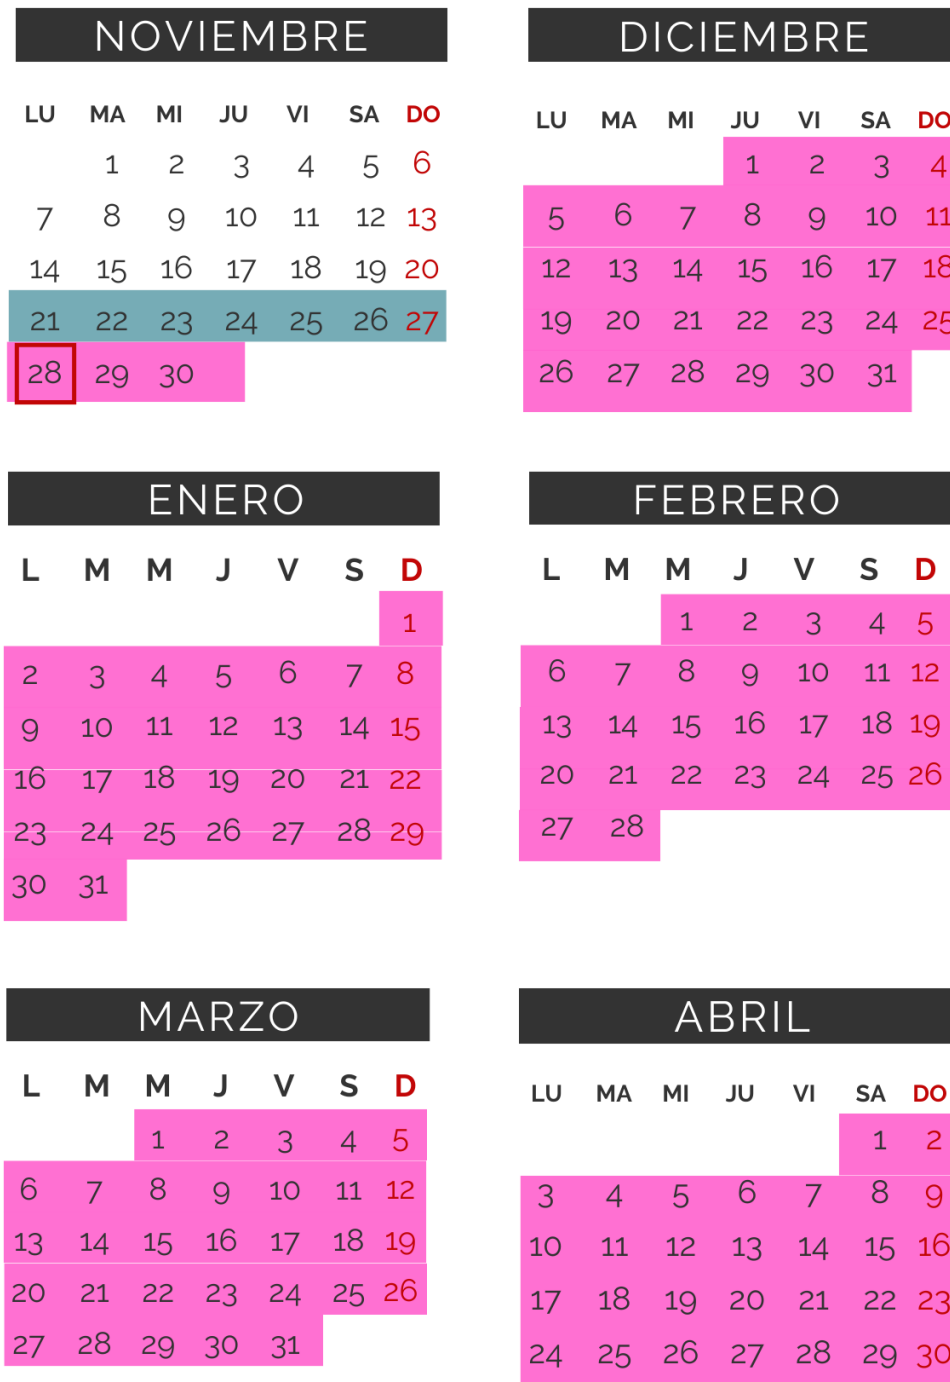 NOVIEMBRE
LU MA MI JU VI SA DO
1 2 3 4 5 6
7 8 9 10 11 12 13
14 15 16 17 18 19 20
21 22 23 24 25 26 27
28 29 30
DICIEMBRE
LU MA MI JU VI SA DO
1 2 3 4
5 6 7 8 9 10 11
12 13 14 15 16 17 18
19 20 21 22 23 24 25
26 27 28 29 30 31
ENERO
L M M J V S D
1
2 3 4 5 6 7 8
9 10 11 12 13 14 15
16 17 18 19 20 21 22
23 24 25 26 27 28 29
30 31
FEBRERO
L M M J V S D
1 2 3 4 5
6 7 8 9 10 11 12
13 14 15 16 17 18 19
20 21 22 23 24 25 26
27 28
MARZO
L M M J V S D
1 2 3 4 5
6 7 8 9 10 11 12
13 14 15 16 17 18 19
20 21 22 23 24 25 26
27 28 29 30 31
ABRIL
LU MA MI JU VI SA DO
1 2
3 4 5 6 7 8 9
10 11 12 13 14 15 16
17 18 19 20 21 22 23
24 25 26 27 28 29 30